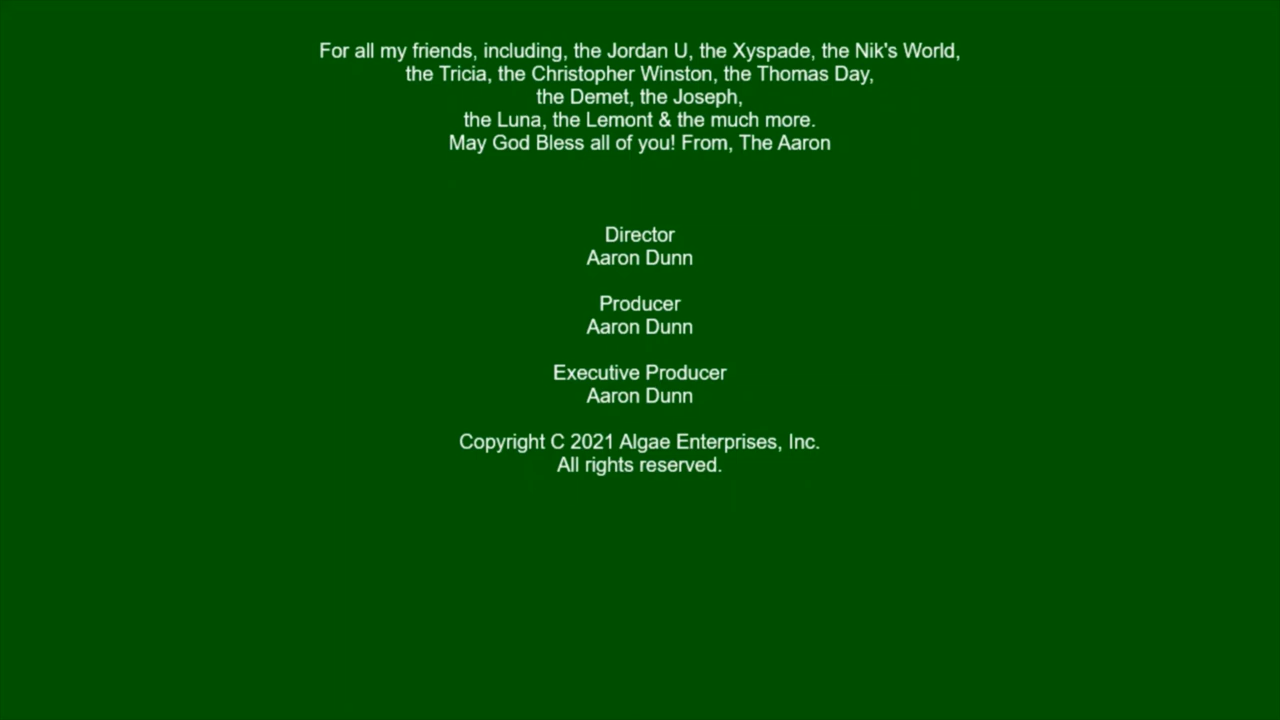 For all my friends, including, the Jordan U, the Xyspade, the Nik's World,
the Tricia, the Christopher Winston, the Thomas Day,
the Demet, the Joseph,
the Luna, the Lemont & the much more.
May God Bless all of you! From, The Aaron
Director
Aaron Dunn
Producer
Aaron Dunn
Executive Producer
Aaron Dunn
Copyright C 2021 Algae Enterprises, Inc.
All rights reserved.